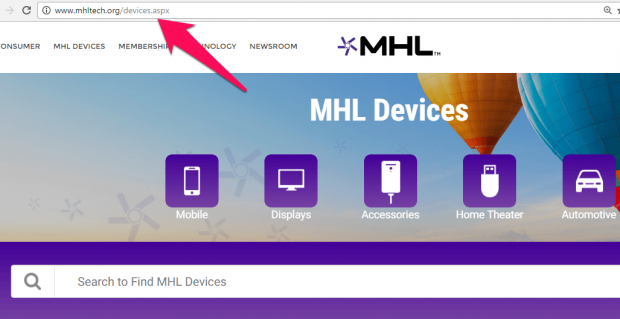 www.mhltech.org/devices.aspx
ONSUMER MHL DEVICES MEMBERSHI NOLOGY NEWSROOM MHL™
MHL Devices
Mobile Displays Accessories Home Theater Automotive
Search to Find MHL Devices